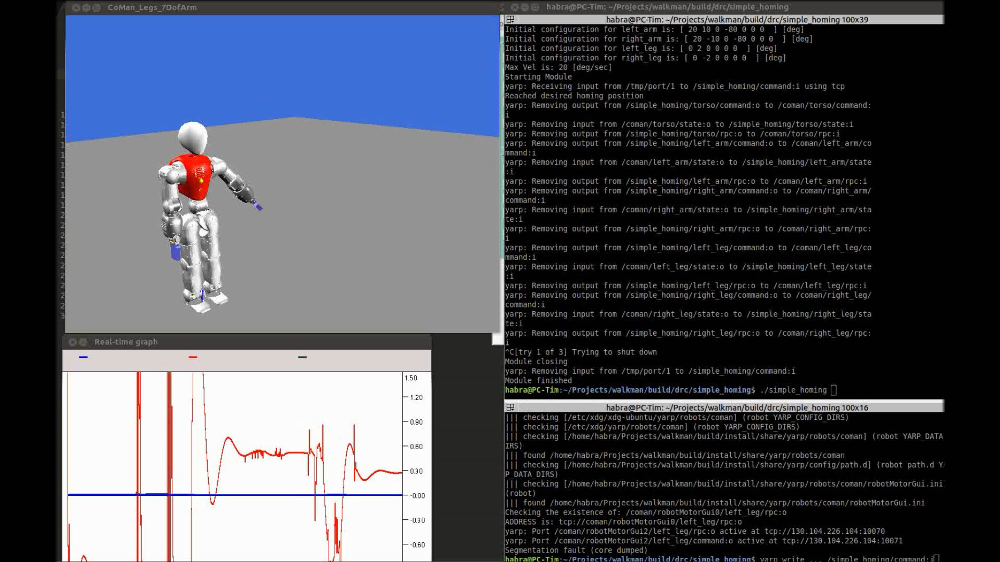 CoMan_Legs_7DofArm
1
1
1
1
1
1
1
1
1
1
2
2
2
2
2
2
2
2
2
2
3
Real-time graph
1.50
1.20
0.90
0.60
0.30
-0.00
-0.30
-0.60
habra@PC-Tim: ~/Projects/walkman/build/drc/simple_homing
habra@PC-Tim: ~/Projects/walkman/build/drc/simple_homing 100x39
Initial configuration for left_arm is: [ 20 10 0 -80 0 0 0  ] [deg]
Initial configuration for right_arm is: [ 20 -10 0 -80 0 0 0  ] [deg]
Initial configuration for left_leg is: [ 0 2 0 0 0 0  ] [deg]
Initial configuration for right_leg is: [ 0 -2 0 0 0 0  ] [deg]
Max Vel is: 20 [deg/sec]
Starting Module
yarp: Receiving input from /tmp/port/1 to /simple_homing/command:i using tcp
Reached desired homing position
yarp: Removing output from /simple_homing/torso/command:o to /coman/torso/command:
i
yarp: Removing input from /coman/torso/state:o to /simple_homing/torso/state:i
yarp: Removing output from /simple_homing/torso/rpc:o to /coman/torso/rpc:i
yarp: Removing output from /simple_homing/left_arm/command:o to /coman/left_arm/co
mmand:i
yarp: Removing input from /coman/left_arm/state:o to /simple_homing/left_arm/state
:i
yarp: Removing output from /simple_homing/left_arm/rpc:o to /coman/left_arm/rpc:i
yarp: Removing output from /simple_homing/right_arm/command:o to /coman/right_arm/
command:i
yarp: Removing input from /coman/right_arm/state:o to /simple_homing/right_arm/sta
te:i
yarp: Removing output from /simple_homing/right_arm/rpc:o to /coman/right_arm/rpc:
i
yarp: Removing output from /simple_homing/left_leg/command:o to /coman/left_leg/co
mmand:i
yarp: Removing input from /coman/left_leg/state:o to /simple_homing/left_leg/state
:i
yarp: Removing output from /simple_homing/left_leg/rpc:o to /coman/left_leg/rpc:i
yarp: Removing output from /simple_homing/right_leg/command:o to /coman/right_leg/
command:i
yarp: Removing input from /coman/right_leg/state:o to /simple_homing/right_leg/sta
te:i
yarp: Removing output from /simple_homing/right_leg/rpc:o to /coman/right_leg/rpc:
i
^C[try 1 of 3] Trying to shut down
Module closing
yarp: Removing input from /tmp/port/1 to /simple_homing/command:i
Module finished
habra@PC-Tim:~/Projects/walkman/build/drc/simple_homing$ ./simple_homing
habra@PC-Tim: ~/Projects/walkman/build/drc/simple_homing 100x16
||| checking [/etc/xdg/xdg-ubuntu/yarp/robots/coman] (robot YARP_CONFIG_DIRS)
||| checking [/etc/xdg/yarp/robots/coman] (robot YARP_CONFIG_DIRS)
||| checking [/home/habra/Projects/walkman/build/install/share/yarp/robots/coman] (robot YARP_DATA_
IRS)
||| found /home/habra/Projects/walkman/build/install/share/yarp/robots/coman
||| checking [/home/habra/Projects/walkman/build/install/share/yarp/config/path.d] (robot path.d Y
P_DATA_DIRS)
||| checking [/home/habra/Projects/walkman/build/install/share/yarp/robots/coman/robotMotorGui.ini
(robot)
||| found /home/habra/Projects/walkman/build/install/share/yarp/robots/coman/robotMotorGui.ini
Checking the existence of: /coman/robotMotorGui0/left_leg/rpc:o
ADDRESS is: tcp://coman/robotMotorGui0/left_leg/rpc:o
yarp: Port /coman/robotMotorGui2/left_leg/rpc:o active at tcp://130.104.226.104:10070
yarp: Port /coman/robotMotorGui2/left_leg/command:o active at tcp://130.104.226.104:10071
Segmentation fault (core dumped)
habra@PC-Tim:~/Projects/walkman/build/drc/simple_homing$ yarp write ... /simple_homing/command:i